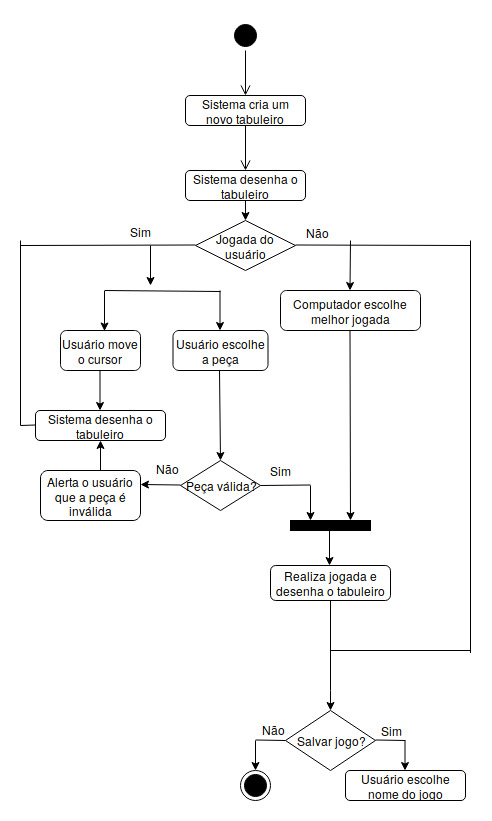 Sistema cria um
novo tabuleiro
Sistema desenha o
tabuleiro
Sim
Jogada do
usuário
Não
Computador escolhe
melhor jogada
Usuário move
o cursor
Usuário escolhe
a peça
Sistema desenha o
tabuleiro
Não
Peça válida?
Sim
Alerta o usuário
que a peça é
inválida
Realiza jogada e
desenha o tabuleiro
Não
Salvar jogo?
Sim
Usuário escolhe
nome do jogo